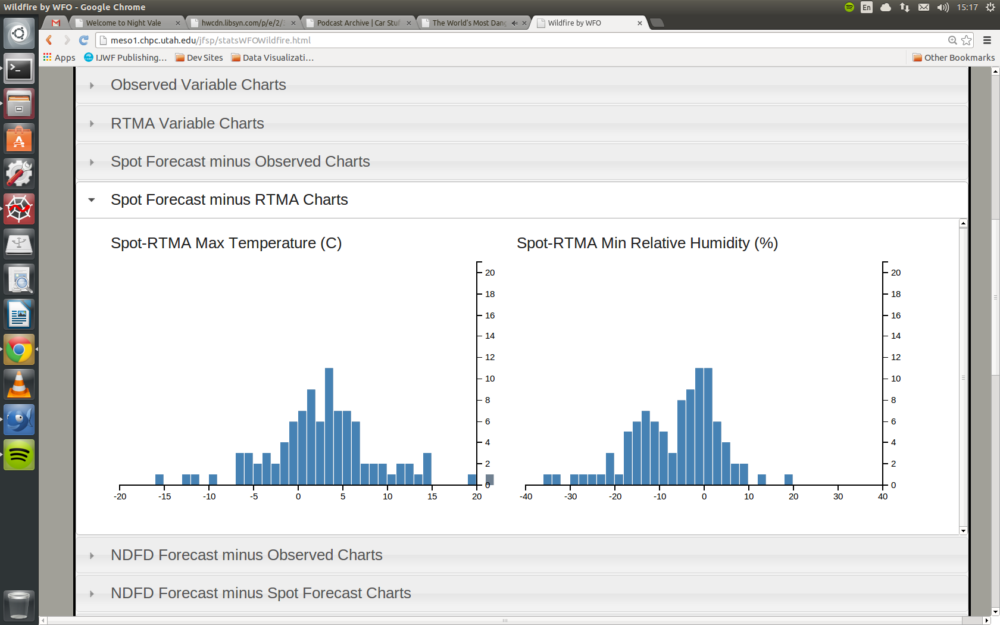 Wildfire by WFO - Google Chrome
En
15:17
Welcome to Night Vale
hwcdn.libsyn.com/p/e/2/
Podcast Archive | Car Stuf
The World's Most Dang
Wildfire by WFO
meso1.chpc.utah.edu/jfsp/statsWFOWildfire.html
Apps
IJWF Publishing...
Dev Sites
Data Visualizati...
Other Bookmarks
Observed Variable Charts
RTMA Variable Charts
Spot Forecast minus Observed Charts
Spot Forecast minus RTMA Charts
Spot-RTMA Max Temperature (C)
20
18
16
14
12
10
8
6
4
2
0
-20 -15 -10 -5 0 5 10 15 20
Spot-RTMA Min Relative Humidity (%)
20
18
16
14
12
10
8
6
4
2
0
-40 -30 -20 -10 0 10 20 30 40
NDFD Forecast minus Observed Charts
NDFD Forecast minus Spot Forecast Charts